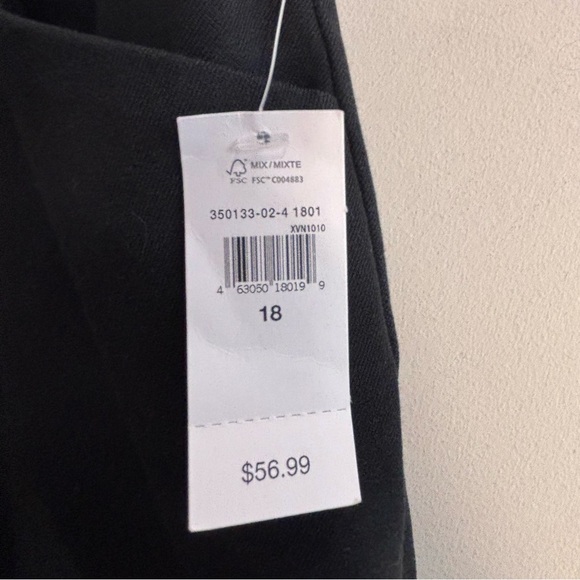 MIX/MIXTE
FSC FSC™ C004883
350133-02-4 1801
XVN1010
4 63050 18019 9
18
$56.99